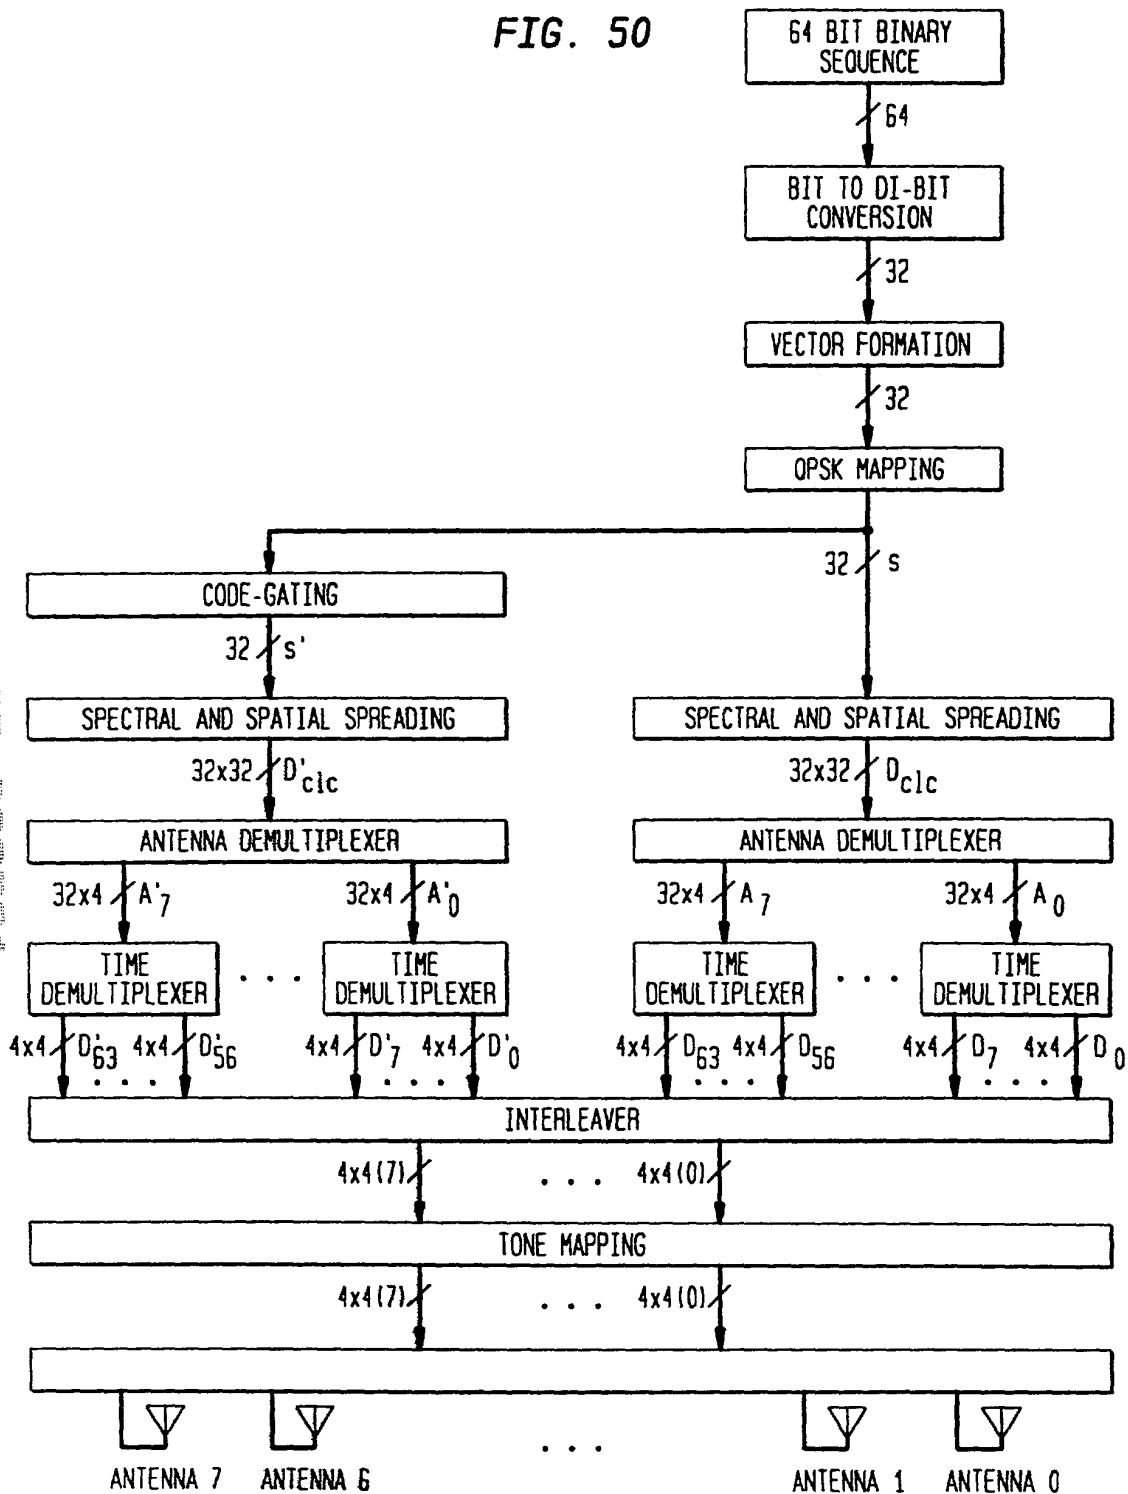 FIG. 50
64 BIT BINARY
SEQUENCE
64
BIT TO DI-BIT
CONVERSION
32
VECTOR FORMATION
32
QPSK MAPPING
32 s
CODE-GATING
32 s'
SPECTRAL AND SPATIAL SPREADING
SPECTRAL AND SPATIAL SPREADING
32x32 D'clc
32x32 Dclc
ANTENNA DEMULTIPLEXER
ANTENNA DEMULTIPLEXER
32x4 A'7
32x4 A'0
32x4 A7
32x4 A0
TIME
DEMULTIPLEXER
. . .
TIME
DEMULTIPLEXER
TIME
DEMULTIPLEXER
. . .
TIME
DEMULTIPLEXER
4x4 D'63
4x4 D'56
4x4 D'7
4x4 D'0
4x4 D63
4x4 D56
4x4 D7
4x4 D0
. . . .
. . . .
. . . .
. . . .
INTERLEAVER
4x4(7)
. . .
4x4(0)
TONE MAPPING
4x4(7)
. . .
4x4(0)
. . .
ANTENNA 7
ANTENNA 6
ANTENNA 1
ANTENNA 0